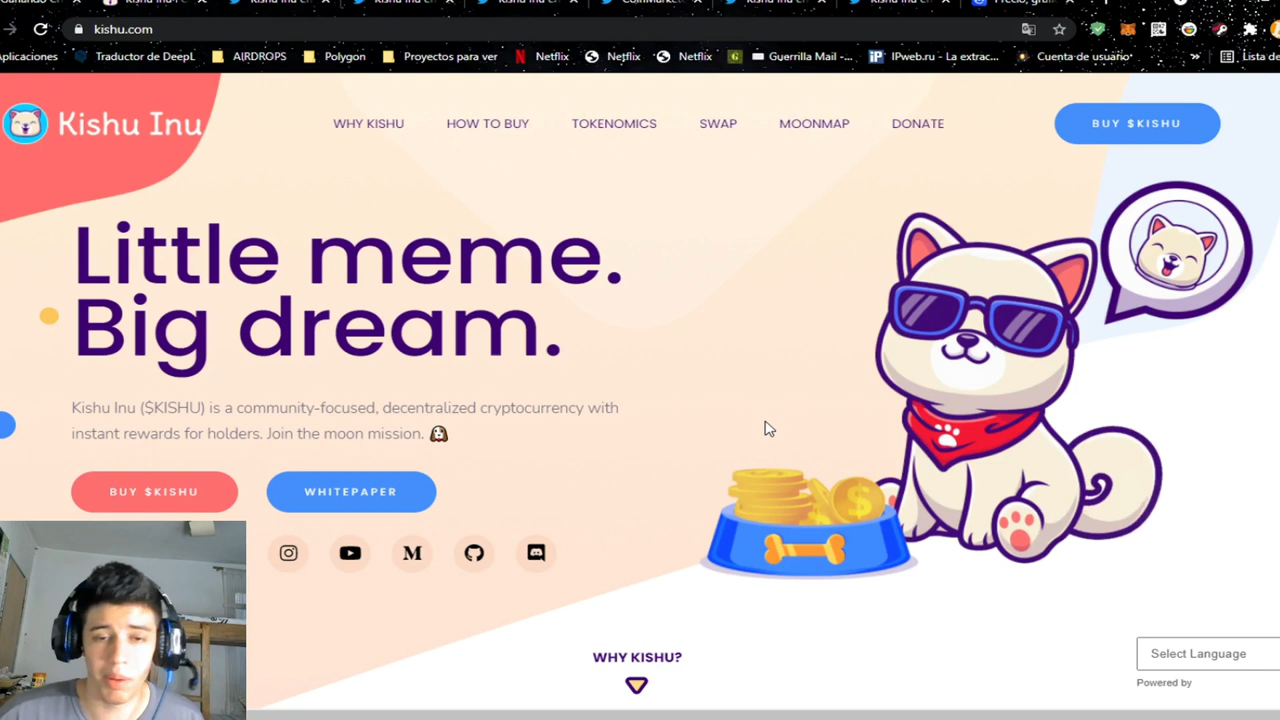 kishu.com
Aplicaciones Traductor de DeepL AIRDROPS Polygon Proyectos para ver Netflix Netflix Netflix Guerrilla Mail -... IPweb.ru - La extrac... Cuenta de usuario Lista de
Kishu Inu
WHY KISHU HOW TO BUY TOKENOMICS SWAP MOONMAP DONATE BUY $KISHU
Little meme.
Big dream.
Kishu Inu ($KISHU) is a community-focused, decentralized cryptocurrency with
instant rewards for holders. Join the moon mission.
BUY $KISHU WHITEPAPER
WHY KISHU?
Select Language
Powered by